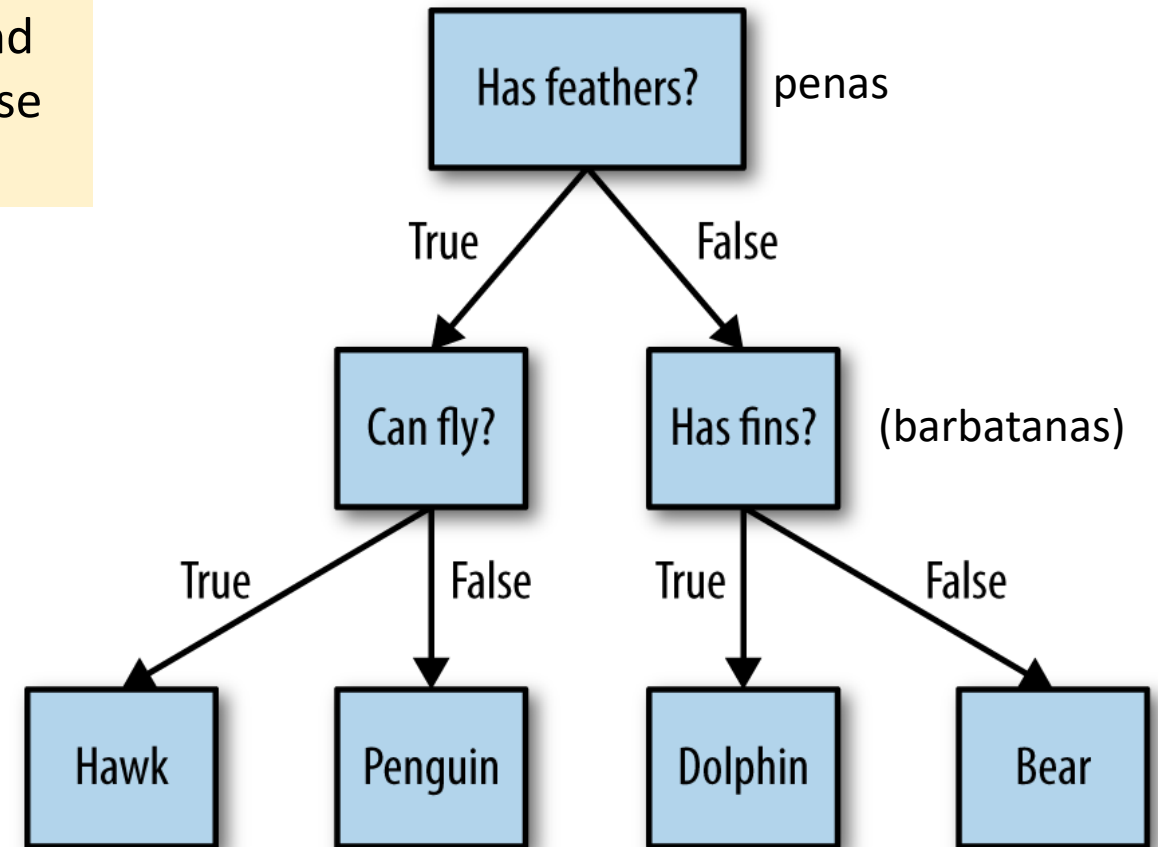 Has feathers?
penas
True
False
Can fly?
Has fins?
(barbatanas)
True
False
True
False
Hawk
Penguin
Dolphin
Bear